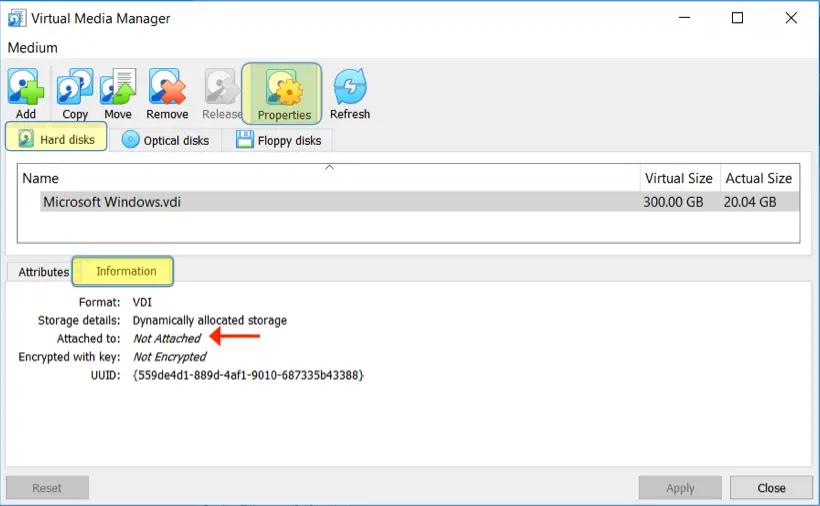 Virtual Media Manager
Medium
Add Copy Move Remove Release Properties Refresh
Hard disks Optical disks Floppy disks
Name Virtual Size Actual Size
Microsoft Windows.vdi 300.00 GB 20.04 GB
Attributes Information
Format: VDI
Storage details: Dynamically allocated storage
Attached to: Not Attached
Encrypted with key: Not Encrypted
UUID: {559de4d1-889d-4af1-9010-687335b43388}
Reset Apply Close